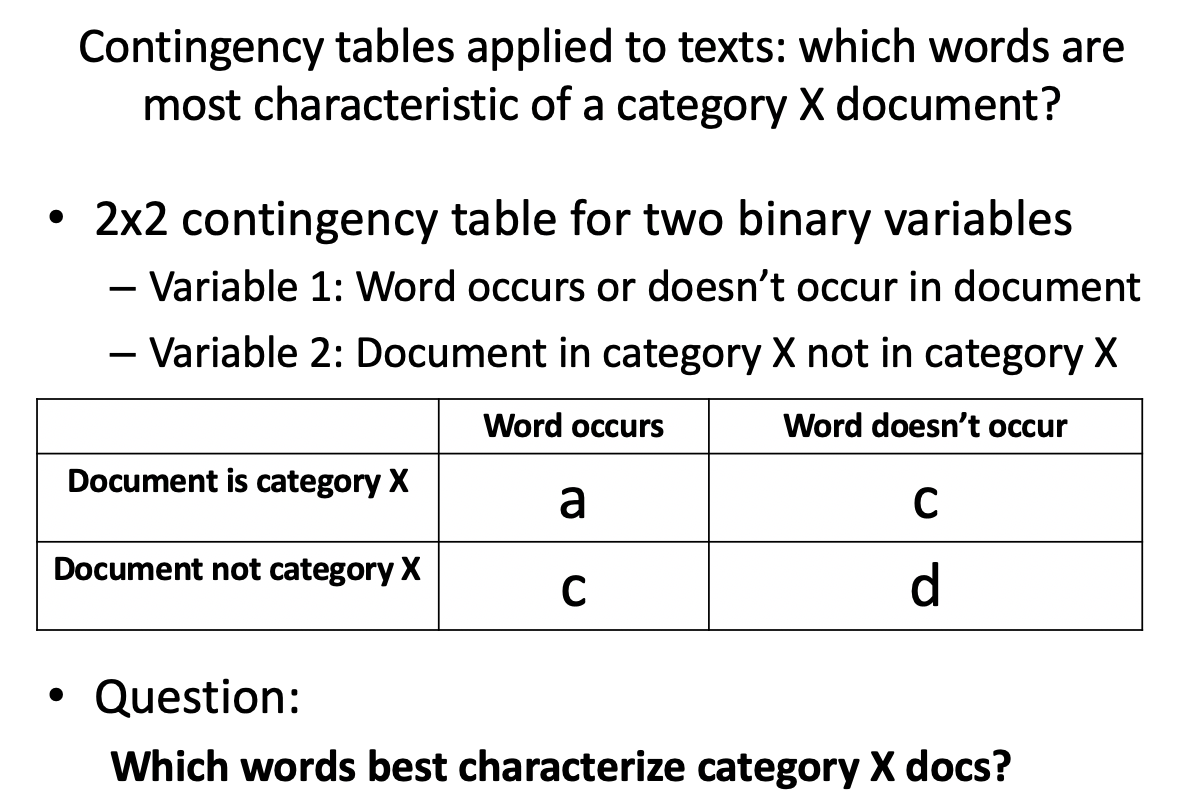 Contingency tables applied to texts: which words are
most characteristic of a category X document?
• 2x2 contingency table for two binary variables
– Variable 1: Word occurs or doesn’t occur in document
– Variable 2: Document in category X not in category X
Word occurs Word doesn’t occur
Document is category X a c
Document not category X c d
• Question:
Which words best characterize category X docs?